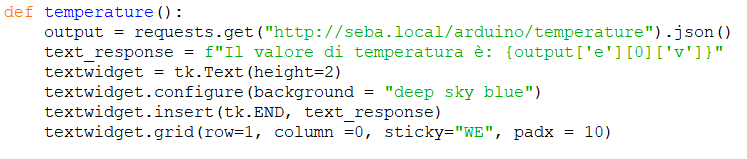 def temperature():
    output = requests.get("http://seba.local/arduino/temperature").json()
    text_response = f"Il valore di temperatura è: {output['e'][0]['v']}"
    textwidget = tk.Text(height=2)
    textwidget.configure(background = "deep sky blue")
    textwidget.insert(tk.END, text_response)
    textwidget.grid(row=1, column =0, sticky="WE", padx = 10)